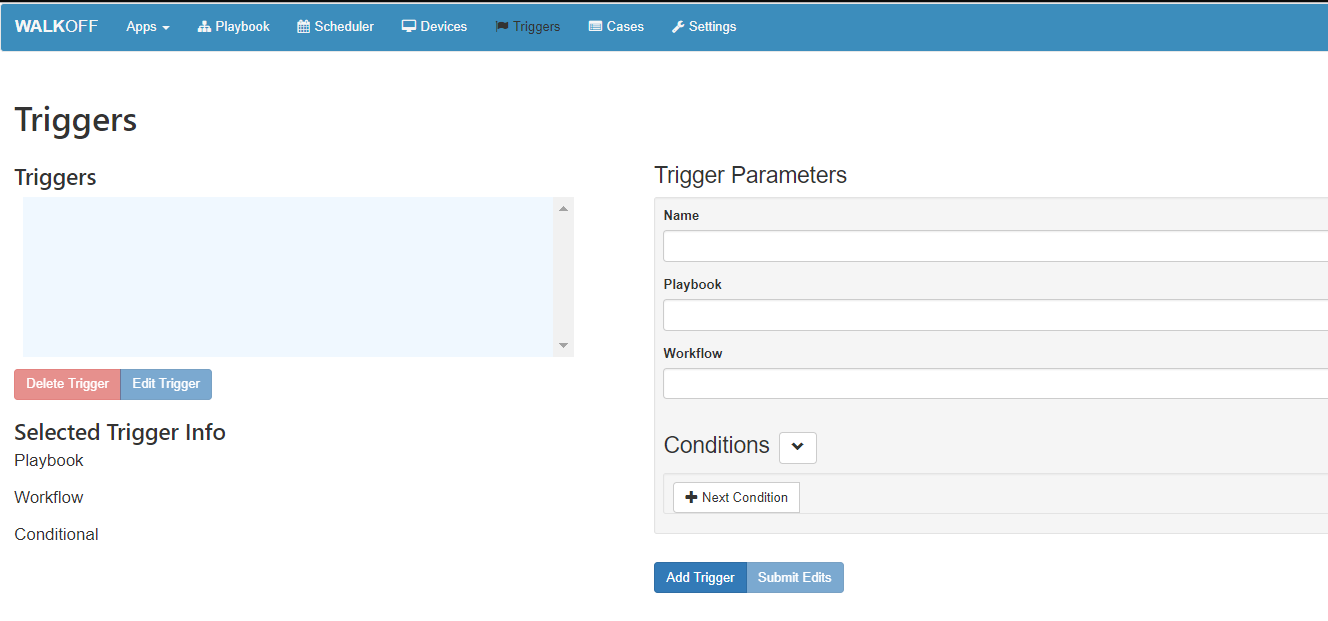 WALKOFF Apps Playbook Scheduler Devices Triggers Cases Settings
Triggers
Triggers
Delete Trigger Edit Trigger
Selected Trigger Info
Playbook
Workflow
Conditional
Trigger Parameters
Name
Playbook
Workflow
Conditions
Next Condition
Add Trigger Submit Edits